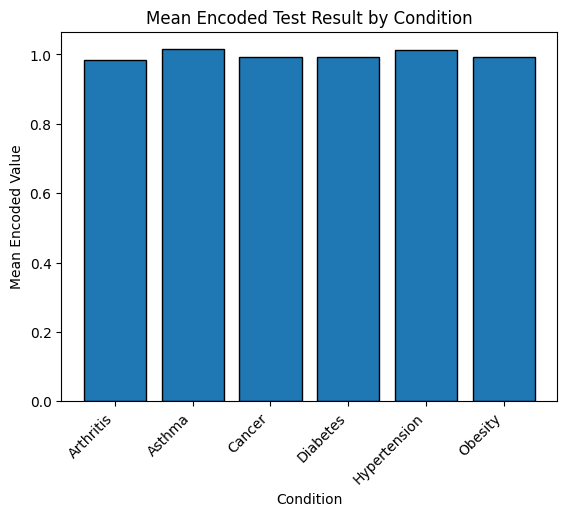 Mean Encoded Test Result by Condition
Mean Encoded Value
1.0
0.8
0.6
0.4
0.2
0.0
Arthritis
Asthma
Cancer
Diabetes
Hypertension
Obesity
Condition